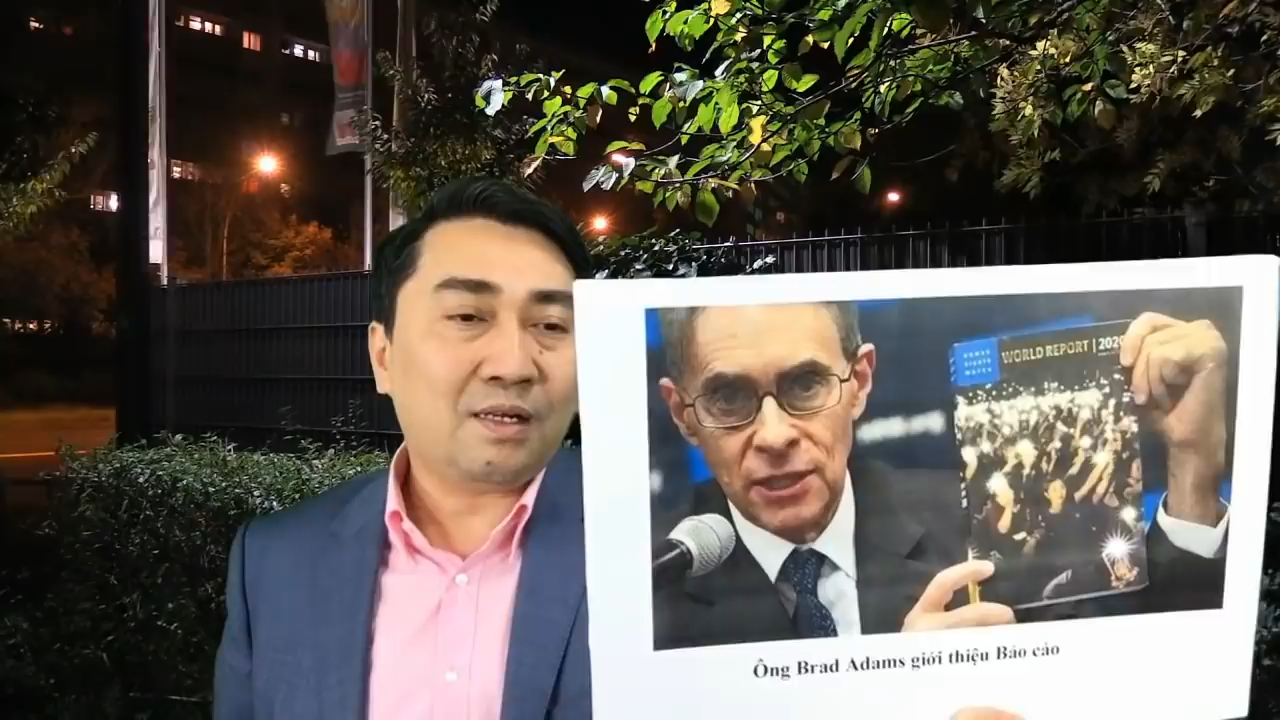 HUMAN
RIGHTS
WATCH
WORLD REPORT | 2020
Ông Brad Adams giới thiệu Báo cáo